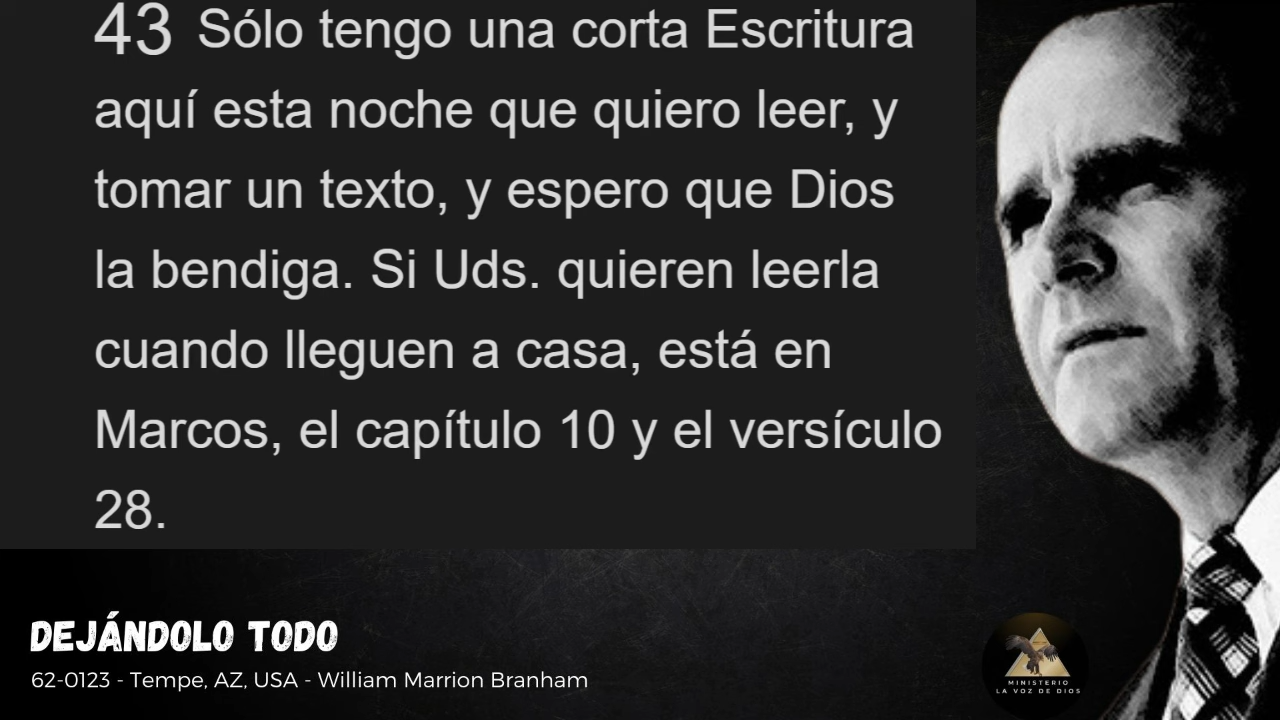 43 Sólo tengo una corta Escritura
aquí esta noche que quiero leer, y
tomar un texto, y espero que Dios
la bendiga. Si Uds. quieren leerla
cuando lleguen a casa, está en
Marcos, el capítulo 10 y el versículo
28.
DEJÁNDOLO TODO
62-0123 - Tempe, AZ, USA - William Marrion Branham
MINISTERIO
LA VOZ DE DIOS